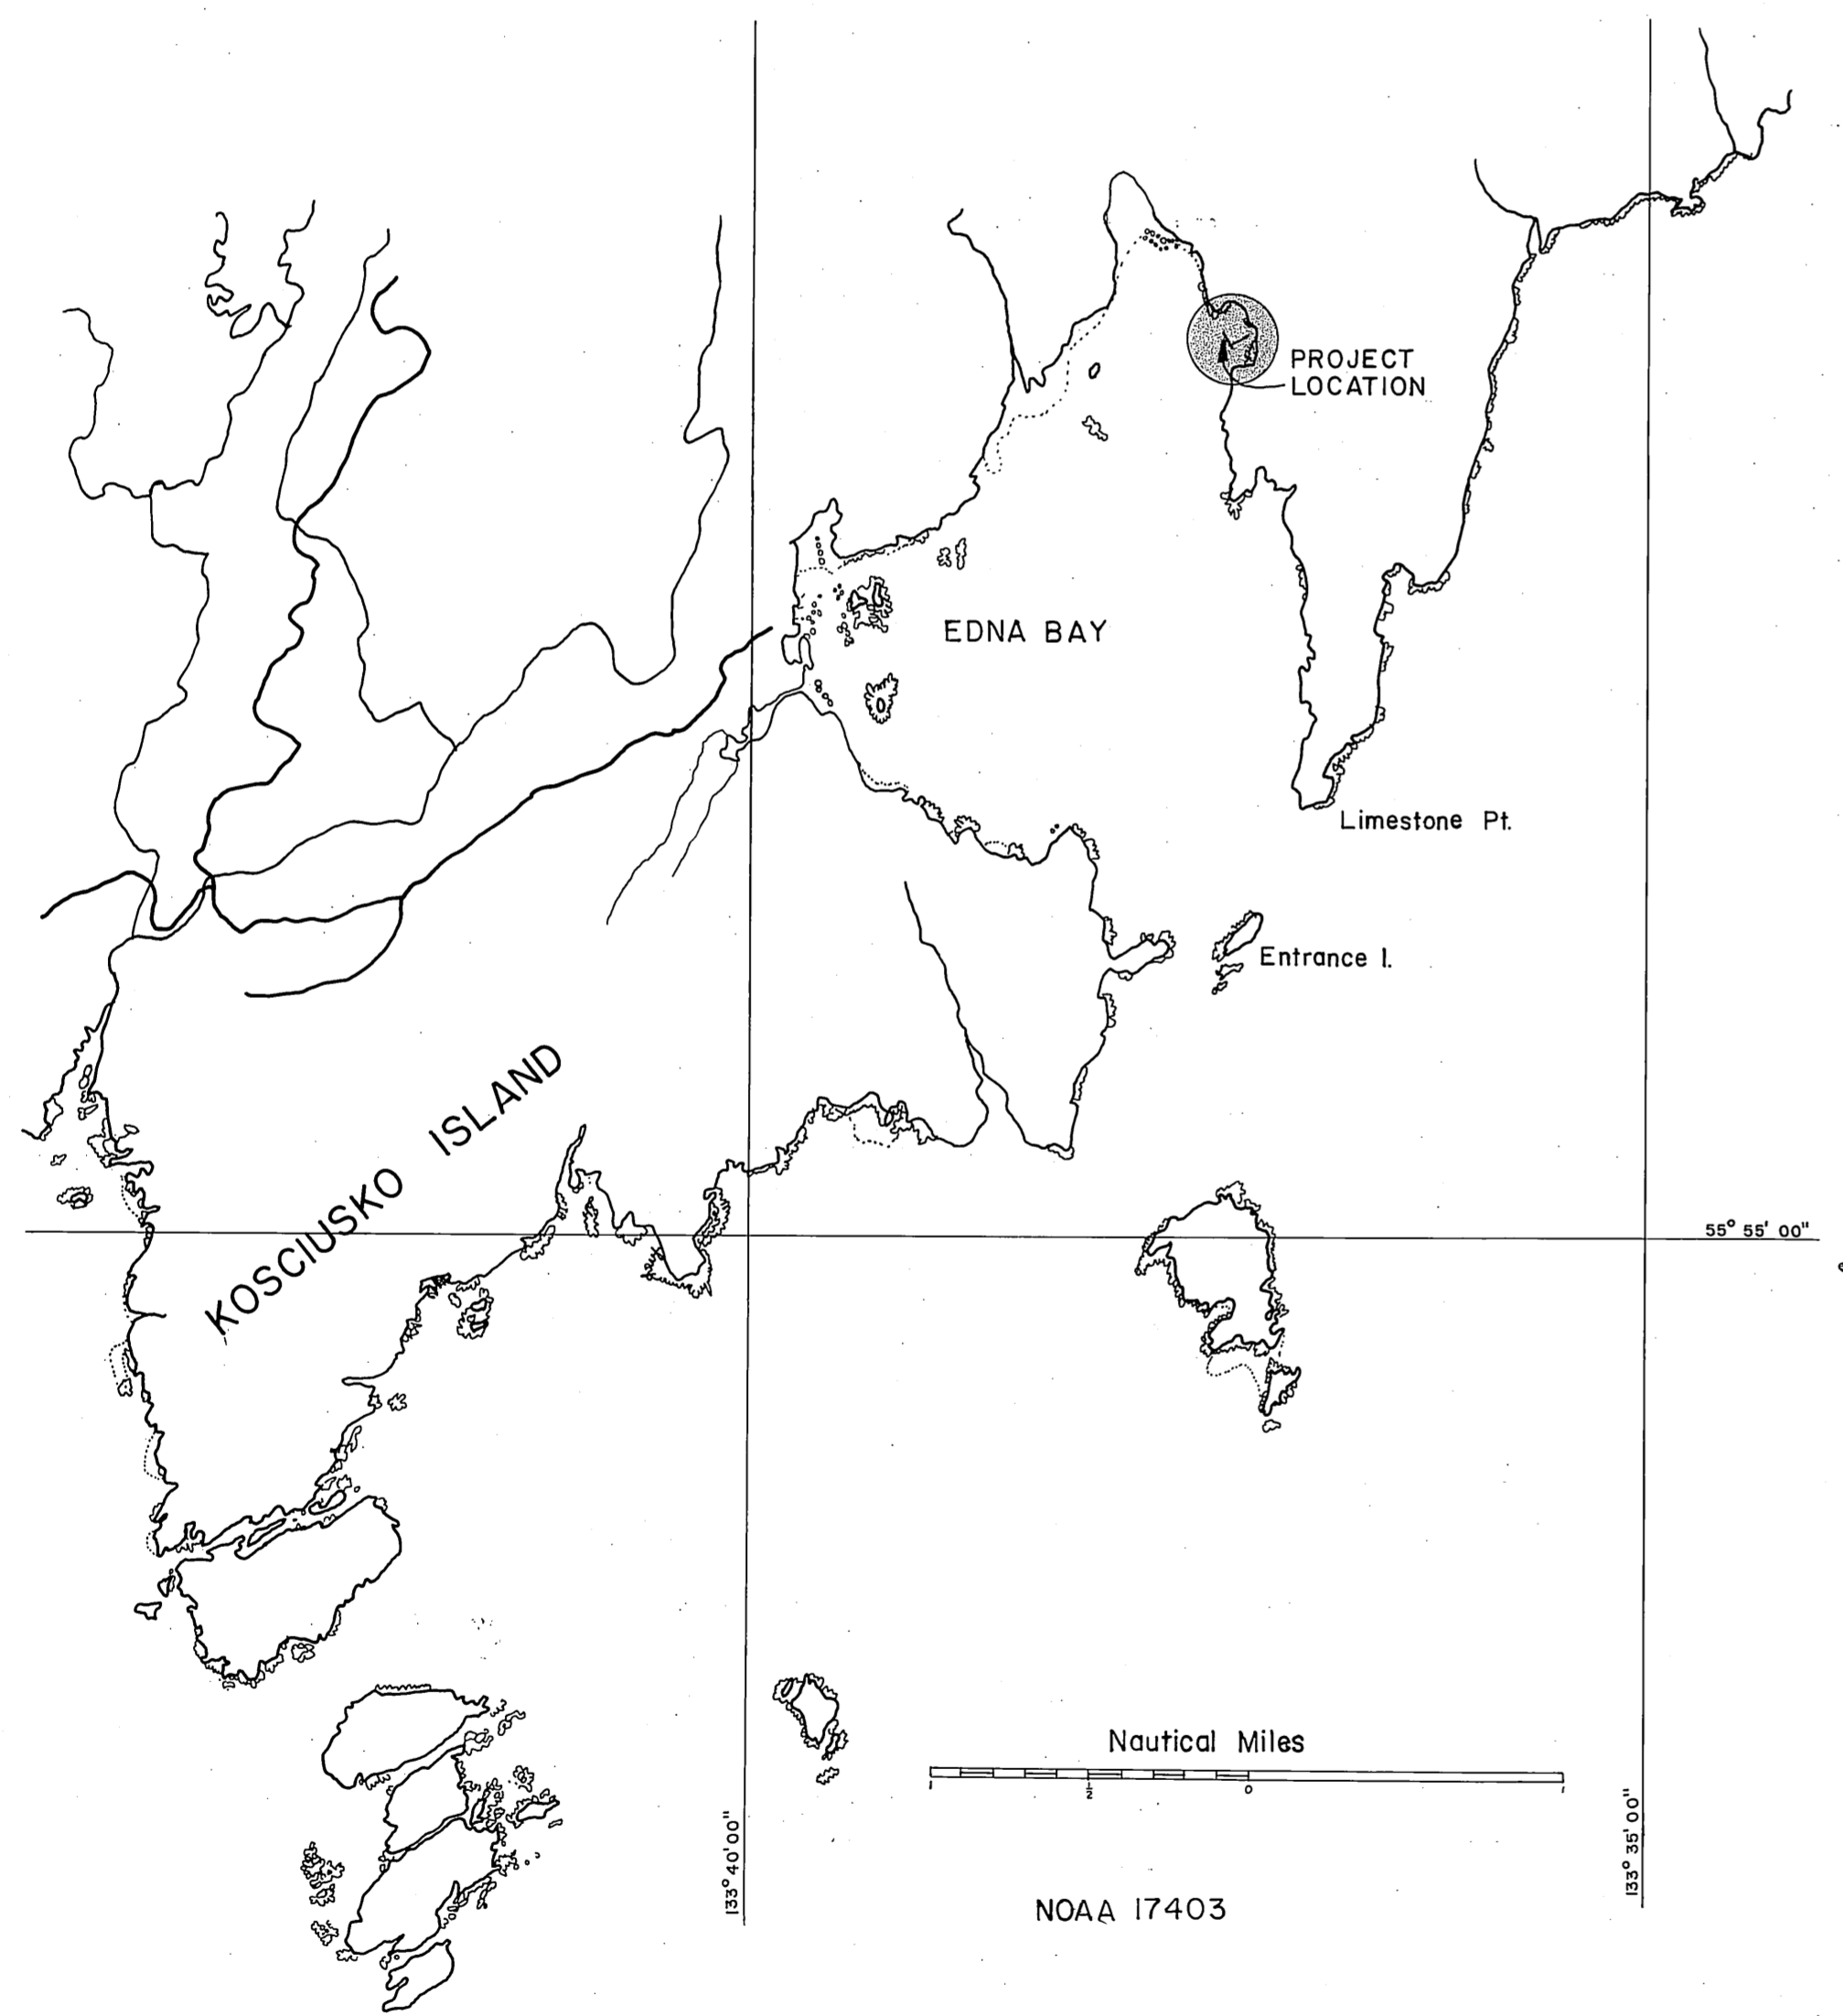 PROJECT
LOCATION
EDNA BAY
Limestone Pt.
Entrance I.
KOSCIUSKO ISLAND
55° 55' 00"
Nautical Miles
1 ½ 0 1
133° 40' 00"
133° 35' 00"
NOAA 17403